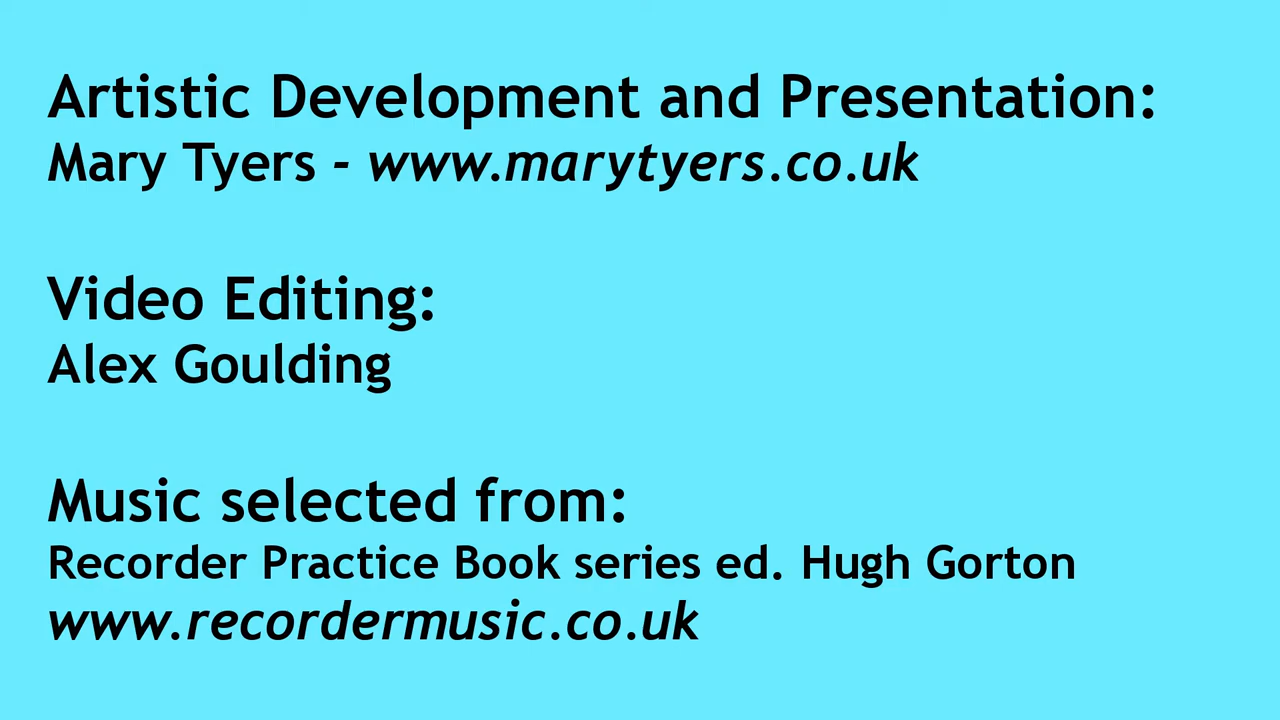 Artistic Development and Presentation:
Mary Tyers - www.marytyers.co.uk
Video Editing:
Alex Goulding
Music selected from:
Recorder Practice Book series ed. Hugh Gorton
www.recordermusic.co.uk